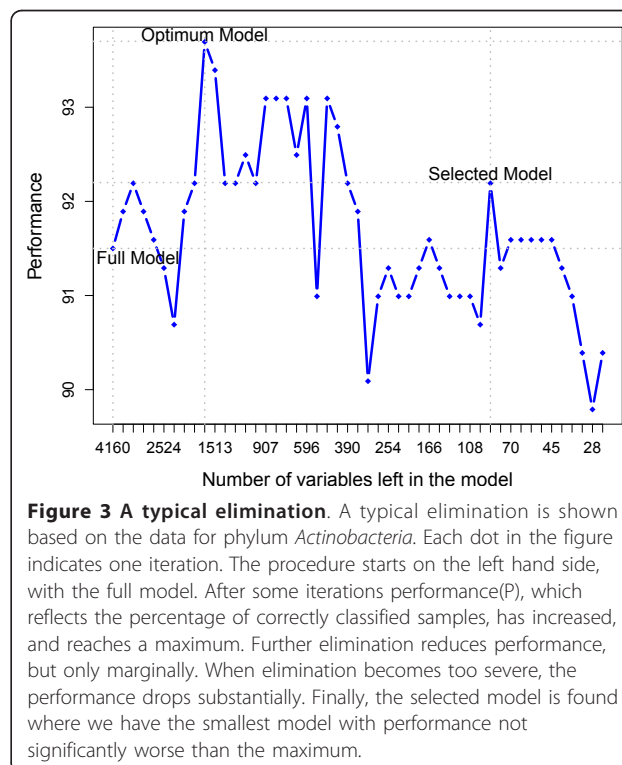 Optimum Model
93
Selected Model
92
Performance
Full Model
91
90
4160 2524 1513 907 596 390 254 166 108 70 45 28
Number of variables left in the model
Figure 3 A typical elimination. A typical elimination is shown
based on the data for phylum Actinobacteria. Each dot in the figure
indicates one iteration. The procedure starts on the left hand side,
with the full model. After some iterations performance(P), which
reflects the percentage of correctly classified samples, has increased,
and reaches a maximum. Further elimination reduces performance,
but only marginally. When elimination becomes too severe, the
performance drops substantially. Finally, the selected model is found
where we have the smallest model with performance not
significantly worse than the maximum.